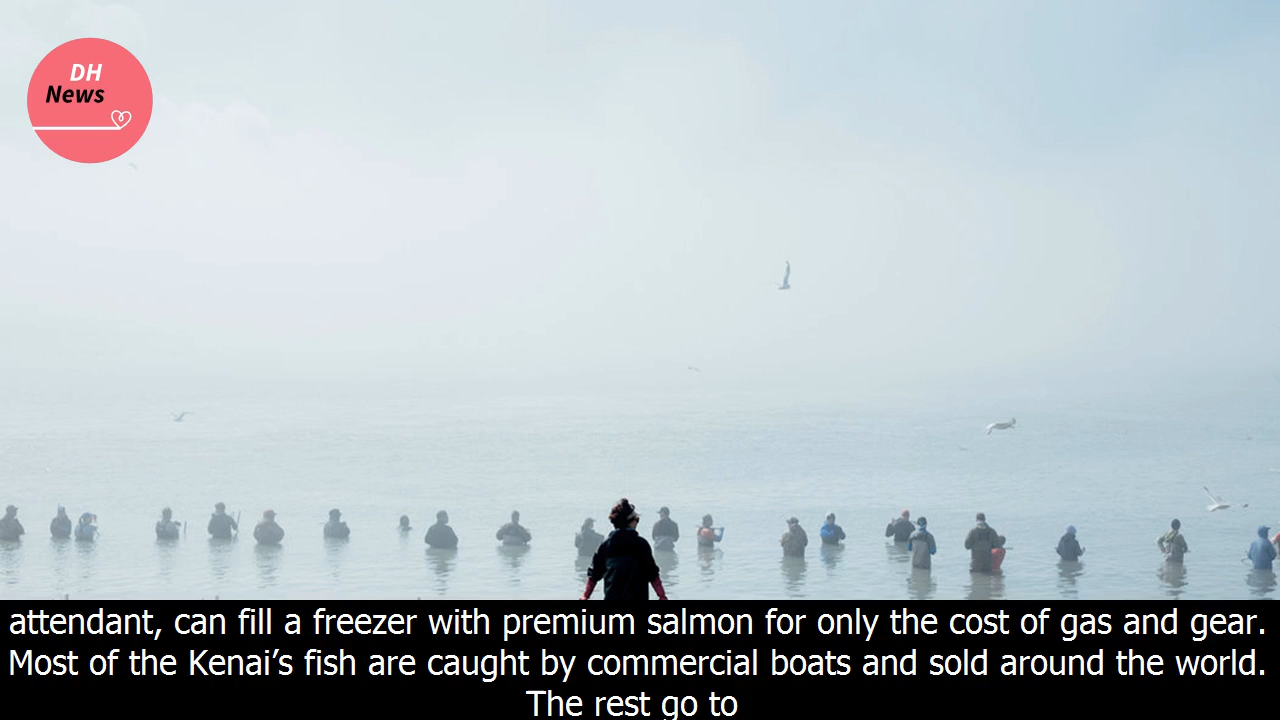 DH
News
attendant, can fill a freezer with premium salmon for only the cost of gas and gear.
Most of the Kenai’s fish are caught by commercial boats and sold around the world.
The rest go to